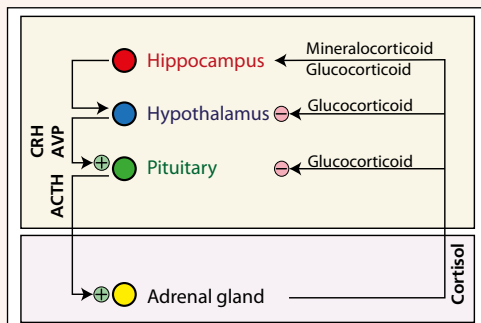 Mineralocorticoid
Hippocampus
Glucocorticoid
Hypothalamus
Glucocorticoid
CRH
AVP
Pituitary
Glucocorticoid
ACTH
Adrenal gland
Cortisol